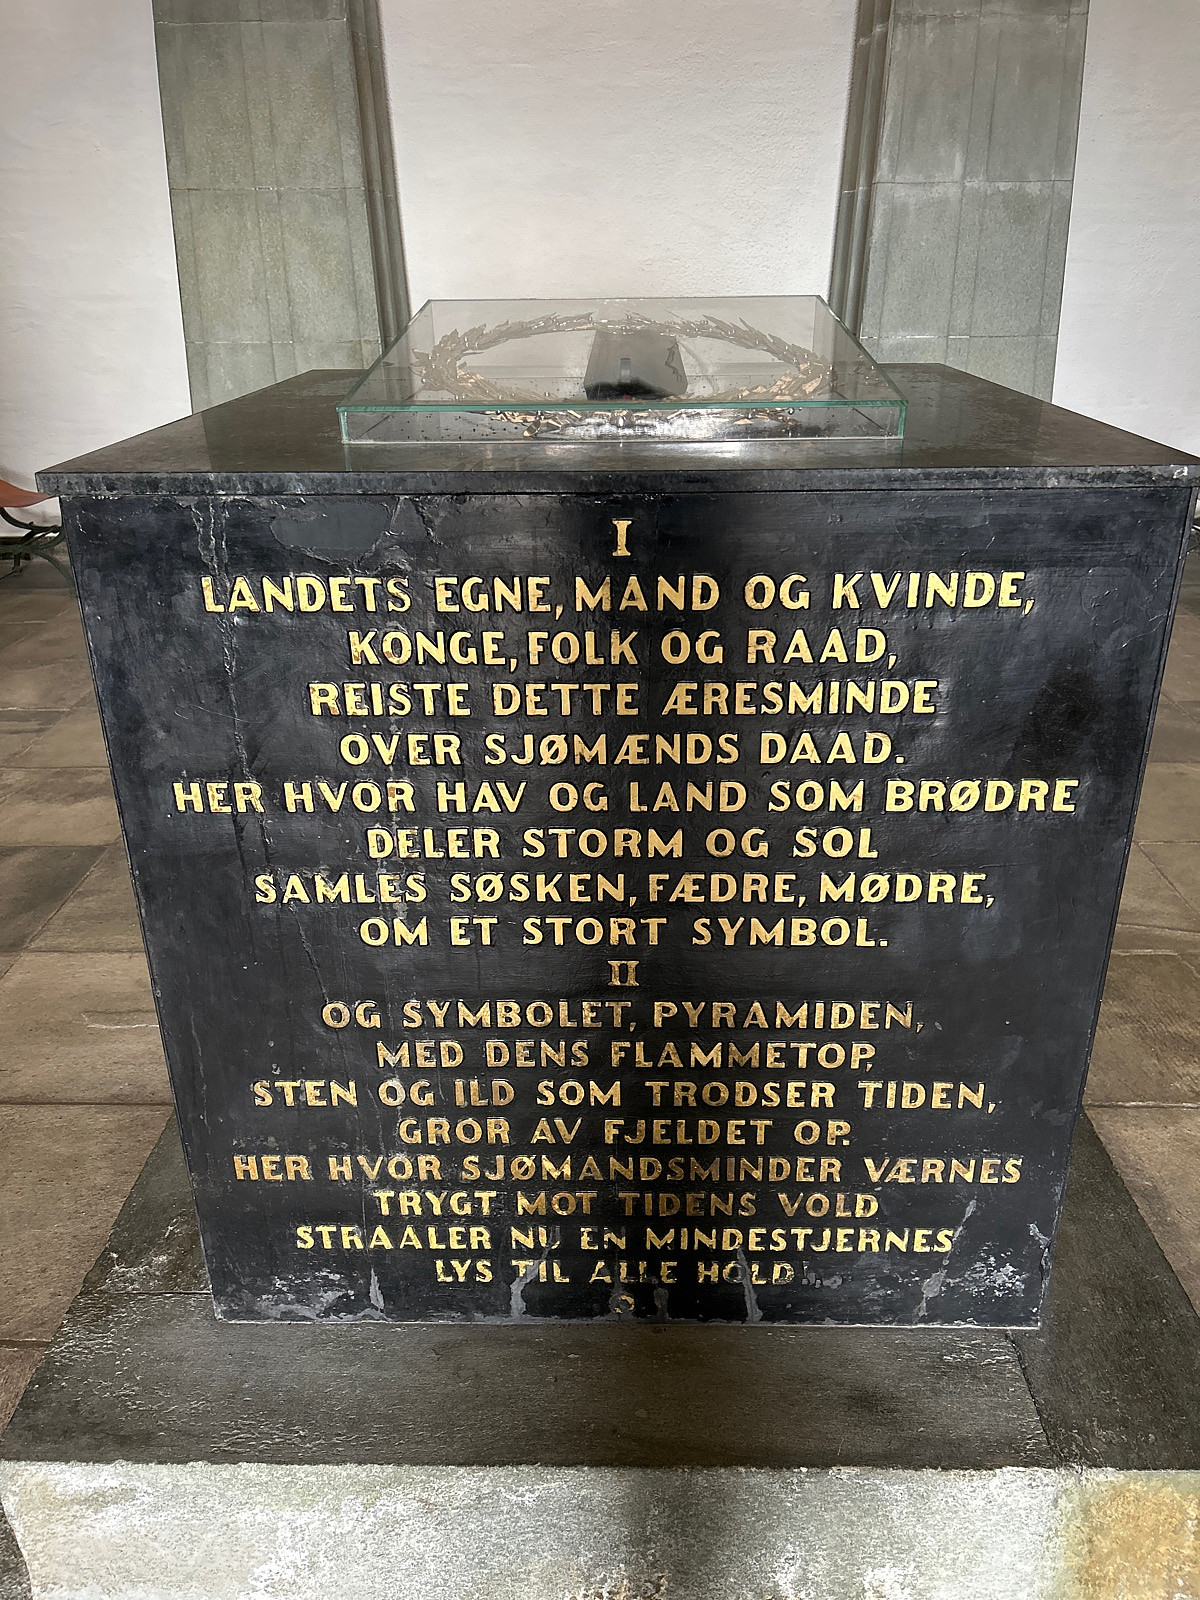 I
LANDETS EGNE, MAND OG KVINDE,
KONGE, FOLK OG RAAD,
REISTE DETTE ÆRESMINDE
OVER SJØMÆNDS DAAD.
HER HVOR HAV OG LAND SOM BRØDRE
DELER STORM OG SOL
SAMLES SØSKEN, FÆDRE, MØDRE,
OM ET STORT SYMBOL.
II
OG SYMBOLET, PYRAMIDEN,
MED DENS FLAMMETOP,
STEN OG ILD SOM TRODSER TIDEN,
GROR AV FJELDET OP.
HER HVOR SJØMANDSMINDER VÆRNES
TRYGT MOT TIDENS VOLD
STRAALER NU EN MINDESTJERNES
LYS TIL ALLE HOLD.